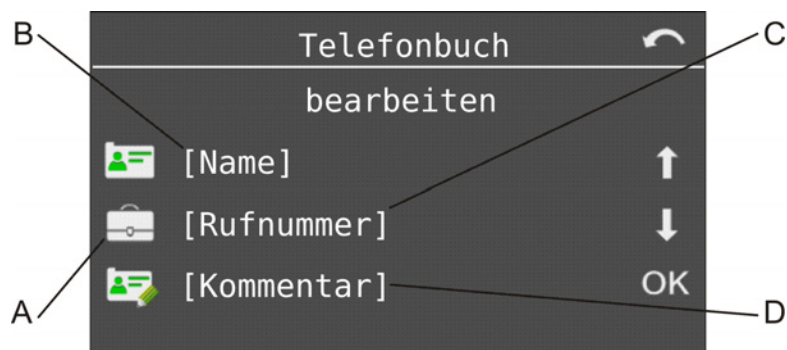 B
Telefonbuch
C
bearbeiten
[Name]
[Rufnummer]
A
[Kommentar]
OK
D